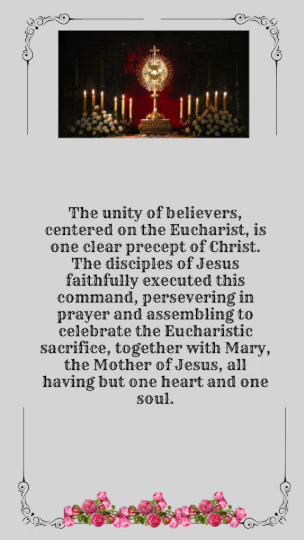 The unity of believers,
centered on the Eucharist, is
one clear precept of Christ.
The disciples of Jesus
faithfully executed this
command, persevering in
prayer and assembling to
celebrate the Eucharistic
sacrifice, together with Mary,
the Mother of Jesus, all
having but one heart and one
soul.